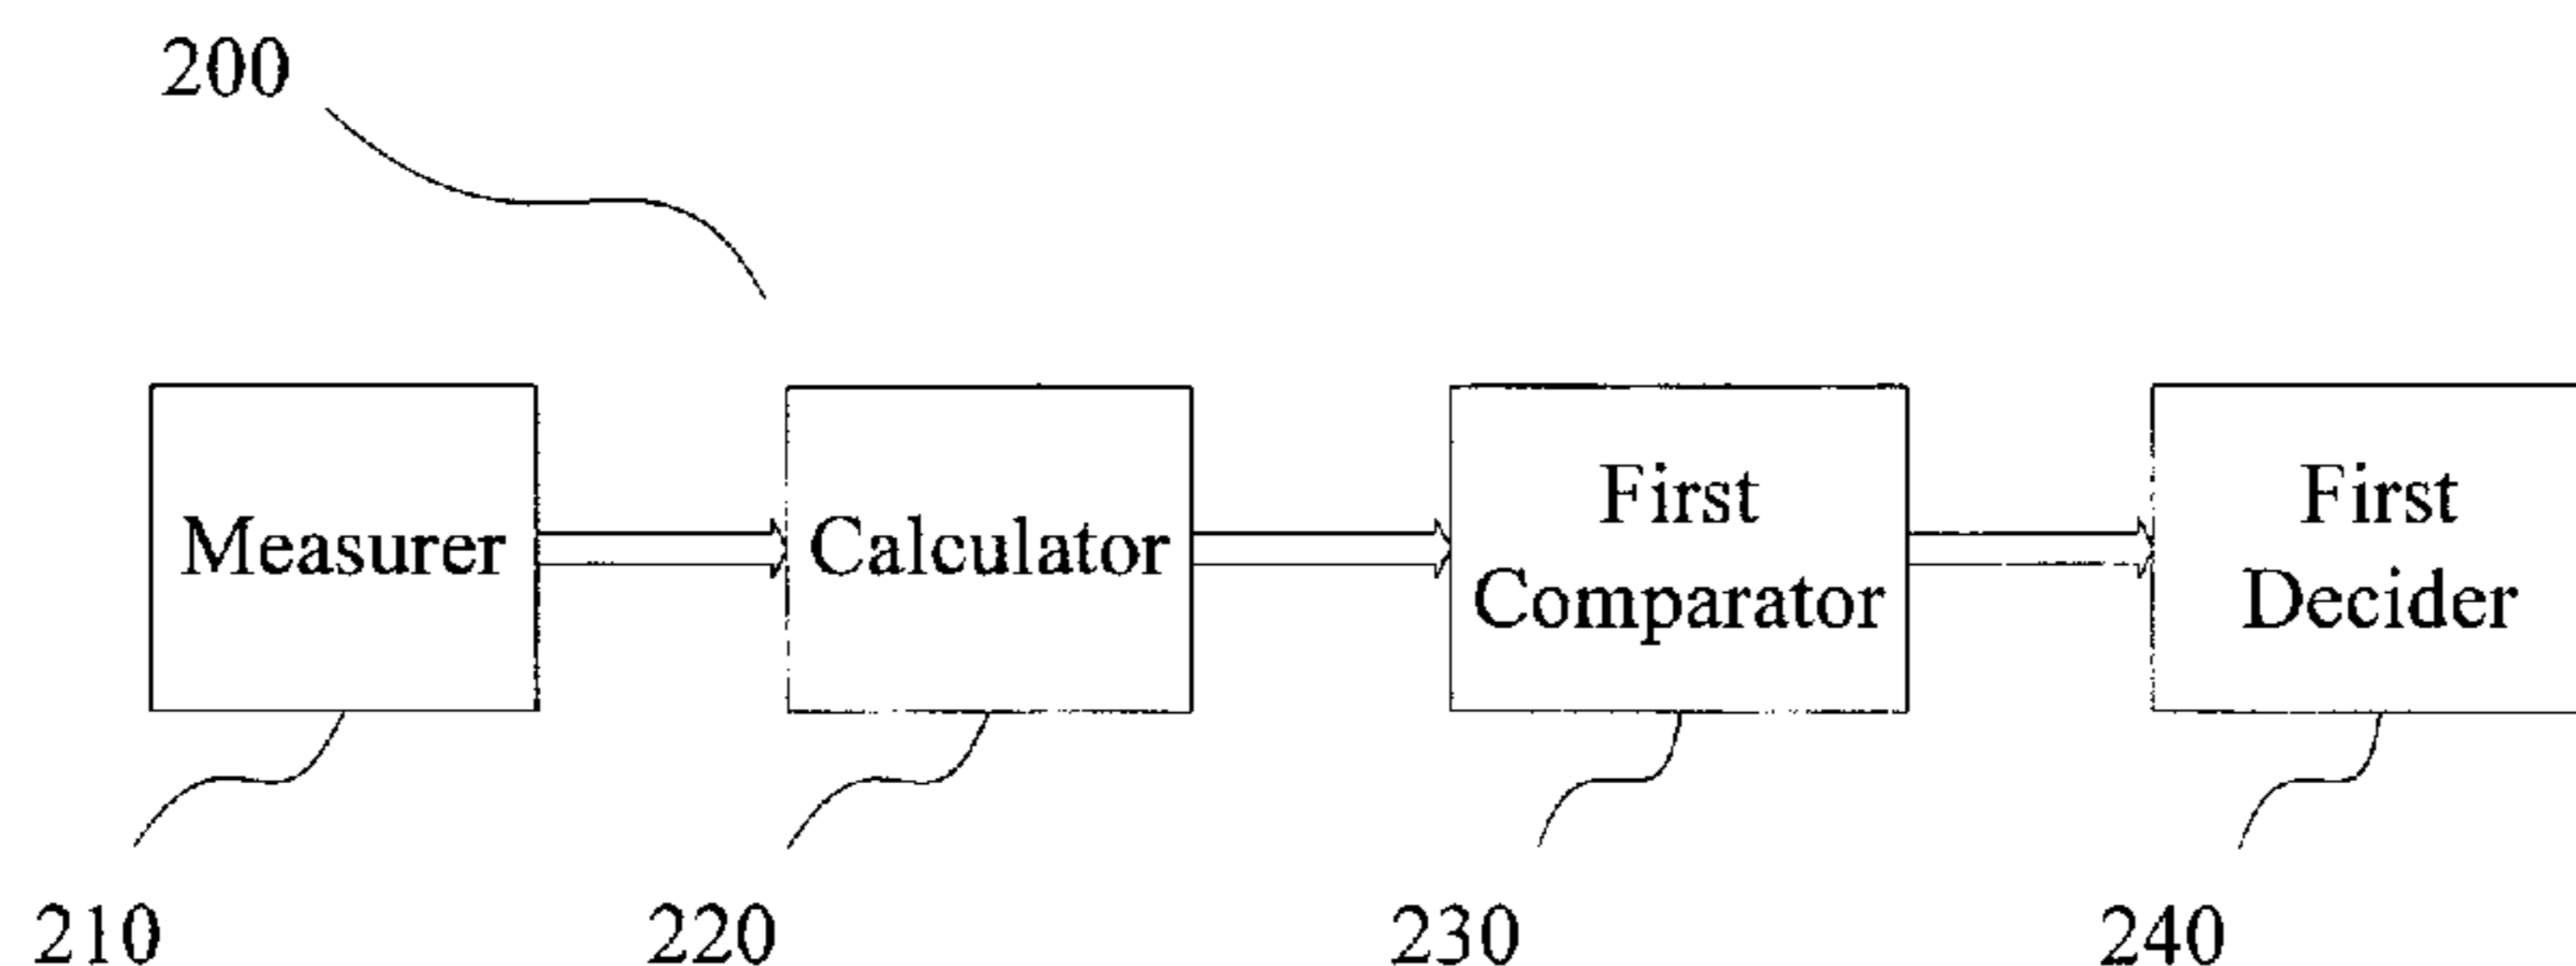 200
Measurer
Calculator
First
Comparator
First
Decider
210
220
230
240